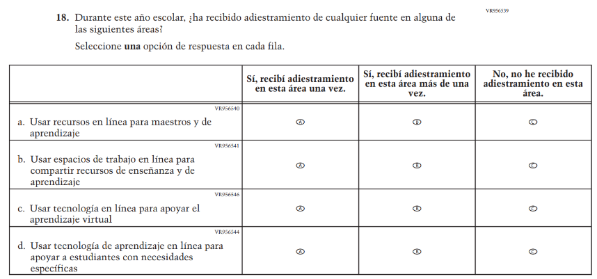 VR956539
18. Durante este año escolar, ¿ha recibido adiestramiento de cualquier fuente en alguna de
las siguientes áreas?
Seleccione una opción de respuesta en cada fila.
Sí, recibí adiestramiento
en esta área una vez.
Sí, recibí adiestramiento
en esta área más de una
vez.
No, no he recibido
adiestramiento en esta
área.
VR956540
a. Usar recursos en línea para maestros y de
aprendizaje
A B C
VR956541
b. Usar espacios de trabajo en línea para
compartir recursos de enseñanza y de
aprendizaje
A B C
VR956546
c. Usar tecnología en línea para apoyar el
aprendizaje virtual
A B C
VR956544
d. Usar tecnología de aprendizaje en línea para
apoyar a estudiantes con necesidades
específicas
A B C